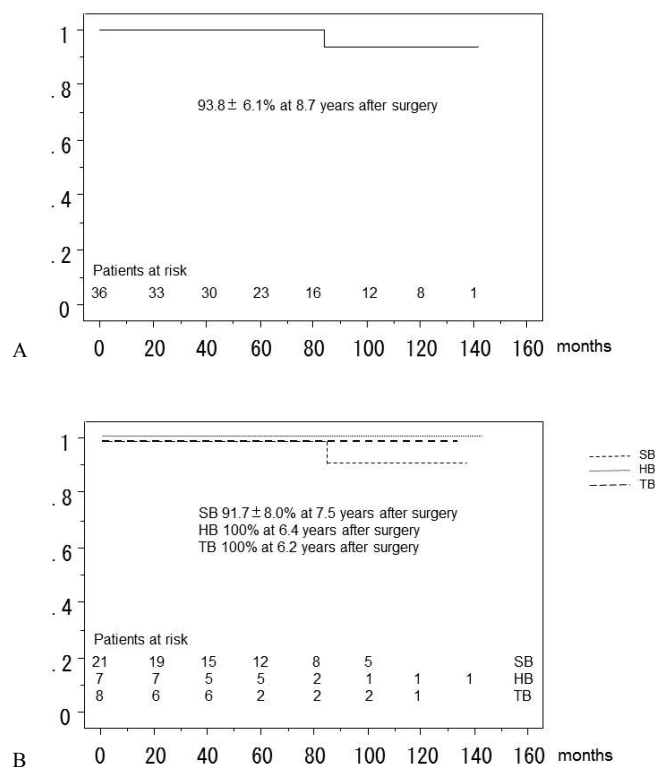 1
. 8
93.8± 6.1% at 8.7 years after surgery
. 6
. 4
. 2
Patients at risk
36 33 30 23 16 12 8 1
0
A
0 20 40 60 80 100 120 140 160 months
1
SB
HB
TB
. 8
SB 91.7±8.0% at 7.5 years after surgery
HB 100% at 6.4 years after surgery
. 6
TB 100% at 6.2 years after surgery
. 4
Patients at risk
. 2
21 19 15 12 8 5 SB
7 7 5 5 2 1 1 1 HB
8 6 6 2 2 2 1 TB
0
B
0 20 40 60 80 100 120 140 160 months